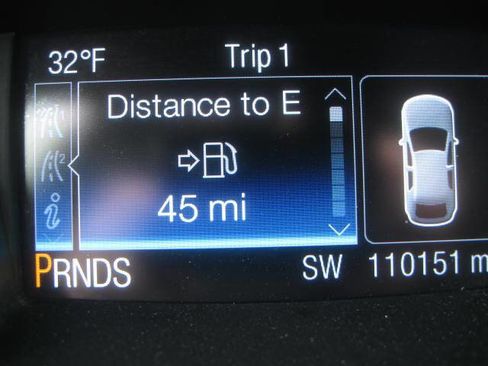 32°F Trip 1
Distance to E
45 mi
PRNDS SW 110151 m